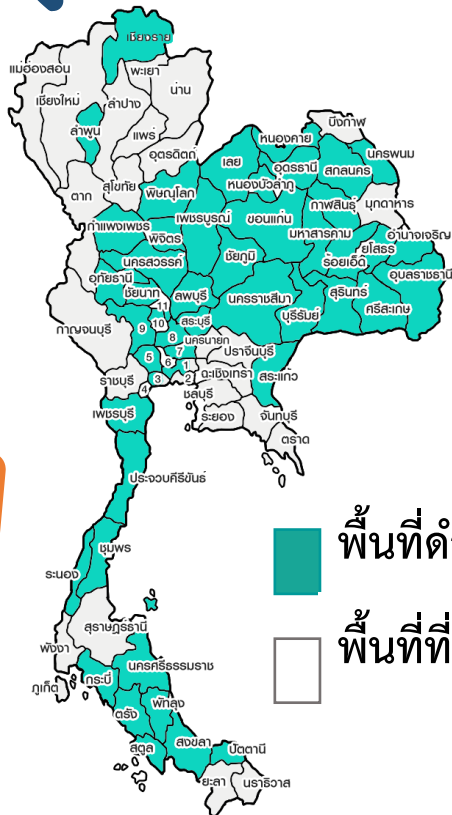 เชียงราย
แม่ฮ่องสอน
พะเยา
น่าน
เชียงใหม่
ลำปาง
ลำพูน
แพร่
อุตรดิตถ์
บึงกาฬ
หนองคาย
เลย
อุดรธานี
นครพนม
สกลนคร
หนองบัวลำภู
ตาก
สุโขทัย
พิษณุโลก
กำแพงเพชร
เพชรบูรณ์
ขอนแก่น
กาฬสินธุ์
มุกดาหาร
พิจิตร
มหาสารคาม
อำนาจเจริญ
ยโสธร
ร้อยเอ็ด
นครสวรรค์
ชัยภูมิ
อุบลราชธานี
อุทัยธานี
ชัยนาท
ลพบุรี
นครราชสีมา
สุรินทร์
ศรีสะเกษ
บุรีรัมย์
11
กาญจนบุรี
9
10
8
สระบุรี
นครนายก
ปราจีนบุรี
5
6
7
1
ฉะเชิงเทรา
สระแก้ว
ราชบุรี
4
3
2
ชลบุรี
เพชรบุรี
ระยอง
จันทบุรี
ตราด
ประจวบคีรีขันธ์
ชุมพร
ระนอง
สุราษฎร์ธานี
พังงา
นครศรีธรรมราช
ภูเก็ต
กระบี่
ตรัง
พัทลุง
สตูล
สงขลา
ปัตตานี
ยะลา
นราธิวาส
พื้นที่ดำ
พื้นที่ที่